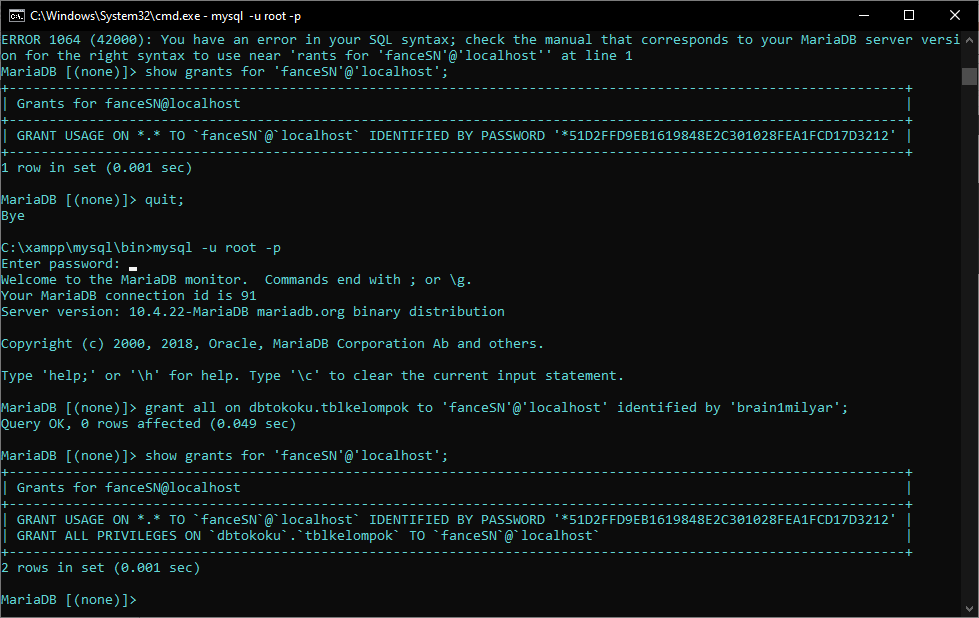 C:\Windows\System32\cmd.exe - mysql  -u root -p
ERROR 1064 (42000): You have an error in your SQL syntax; check the manual that corresponds to your MariaDB server versi
on for the right syntax to use near 'rants for 'fanceSN'@'localhost'' at line 1
MariaDB [(none)]> show grants for 'fanceSN'@'localhost';
+----------------------------------------------------------------------------------------------------------------+
| Grants for fanceSN@localhost                                                                                   |
+----------------------------------------------------------------------------------------------------------------+
| GRANT USAGE ON *.* TO `fanceSN`@`localhost` IDENTIFIED BY PASSWORD '*51D2FFD9EB1619848E2C301028FEA1FCD17D3212' |
+----------------------------------------------------------------------------------------------------------------+
1 row in set (0.001 sec)
MariaDB [(none)]> quit;
Bye
C:\xampp\mysql\bin>mysql -u root -p
Enter password:
Welcome to the MariaDB monitor.  Commands end with ; or \g.
Your MariaDB connection id is 91
Server version: 10.4.22-MariaDB mariadb.org binary distribution
Copyright (c) 2000, 2018, Oracle, MariaDB Corporation Ab and others.
Type 'help;' or '\h' for help. Type '\c' to clear the current input statement.
MariaDB [(none)]> grant all on dbtokoku.tblkelompok to 'fanceSN'@'localhost' identified by 'brain1milyar';
Query OK, 0 rows affected (0.049 sec)
MariaDB [(none)]> show grants for 'fanceSN'@'localhost';
+----------------------------------------------------------------------------------------------------------------+
| Grants for fanceSN@localhost                                                                                   |
+----------------------------------------------------------------------------------------------------------------+
| GRANT USAGE ON *.* TO `fanceSN`@`localhost` IDENTIFIED BY PASSWORD '*51D2FFD9EB1619848E2C301028FEA1FCD17D3212' |
| GRANT ALL PRIVILEGES ON `dbtokoku`.`tblkelompok` TO `fanceSN`@`localhost`                                      |
+----------------------------------------------------------------------------------------------------------------+
2 rows in set (0.001 sec)
MariaDB [(none)]>